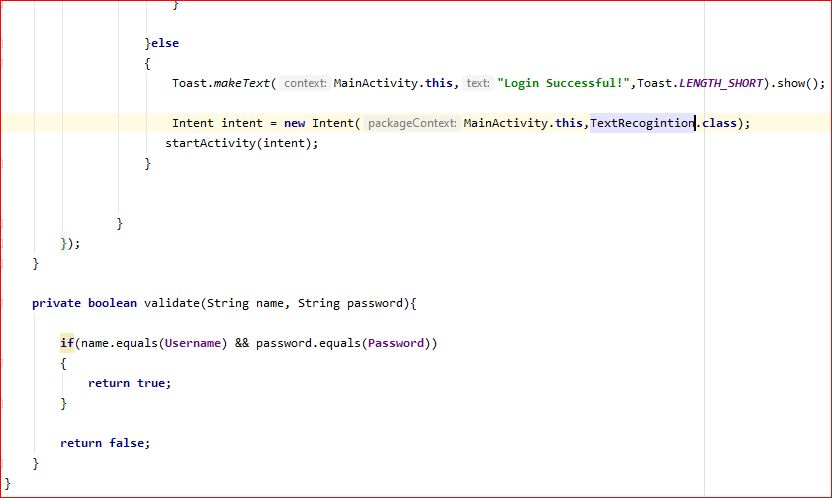 }
}else
{
Toast.makeText( context: MainActivity.this, text: "Login Successful!",Toast.LENGTH_SHORT).show();
Intent intent = new Intent( packageContext: MainActivity.this,TextRecogintion.class);
startActivity(intent);
}
}
});
}
private boolean validate(String name, String password){
if(name.equals(Username) && password.equals(Password))
{
return true;
}
return false;
}
}